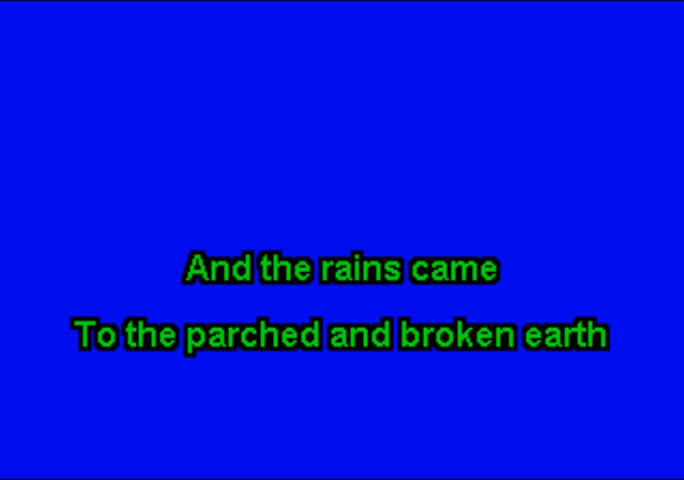 And the rains came
To the parched and broken earth